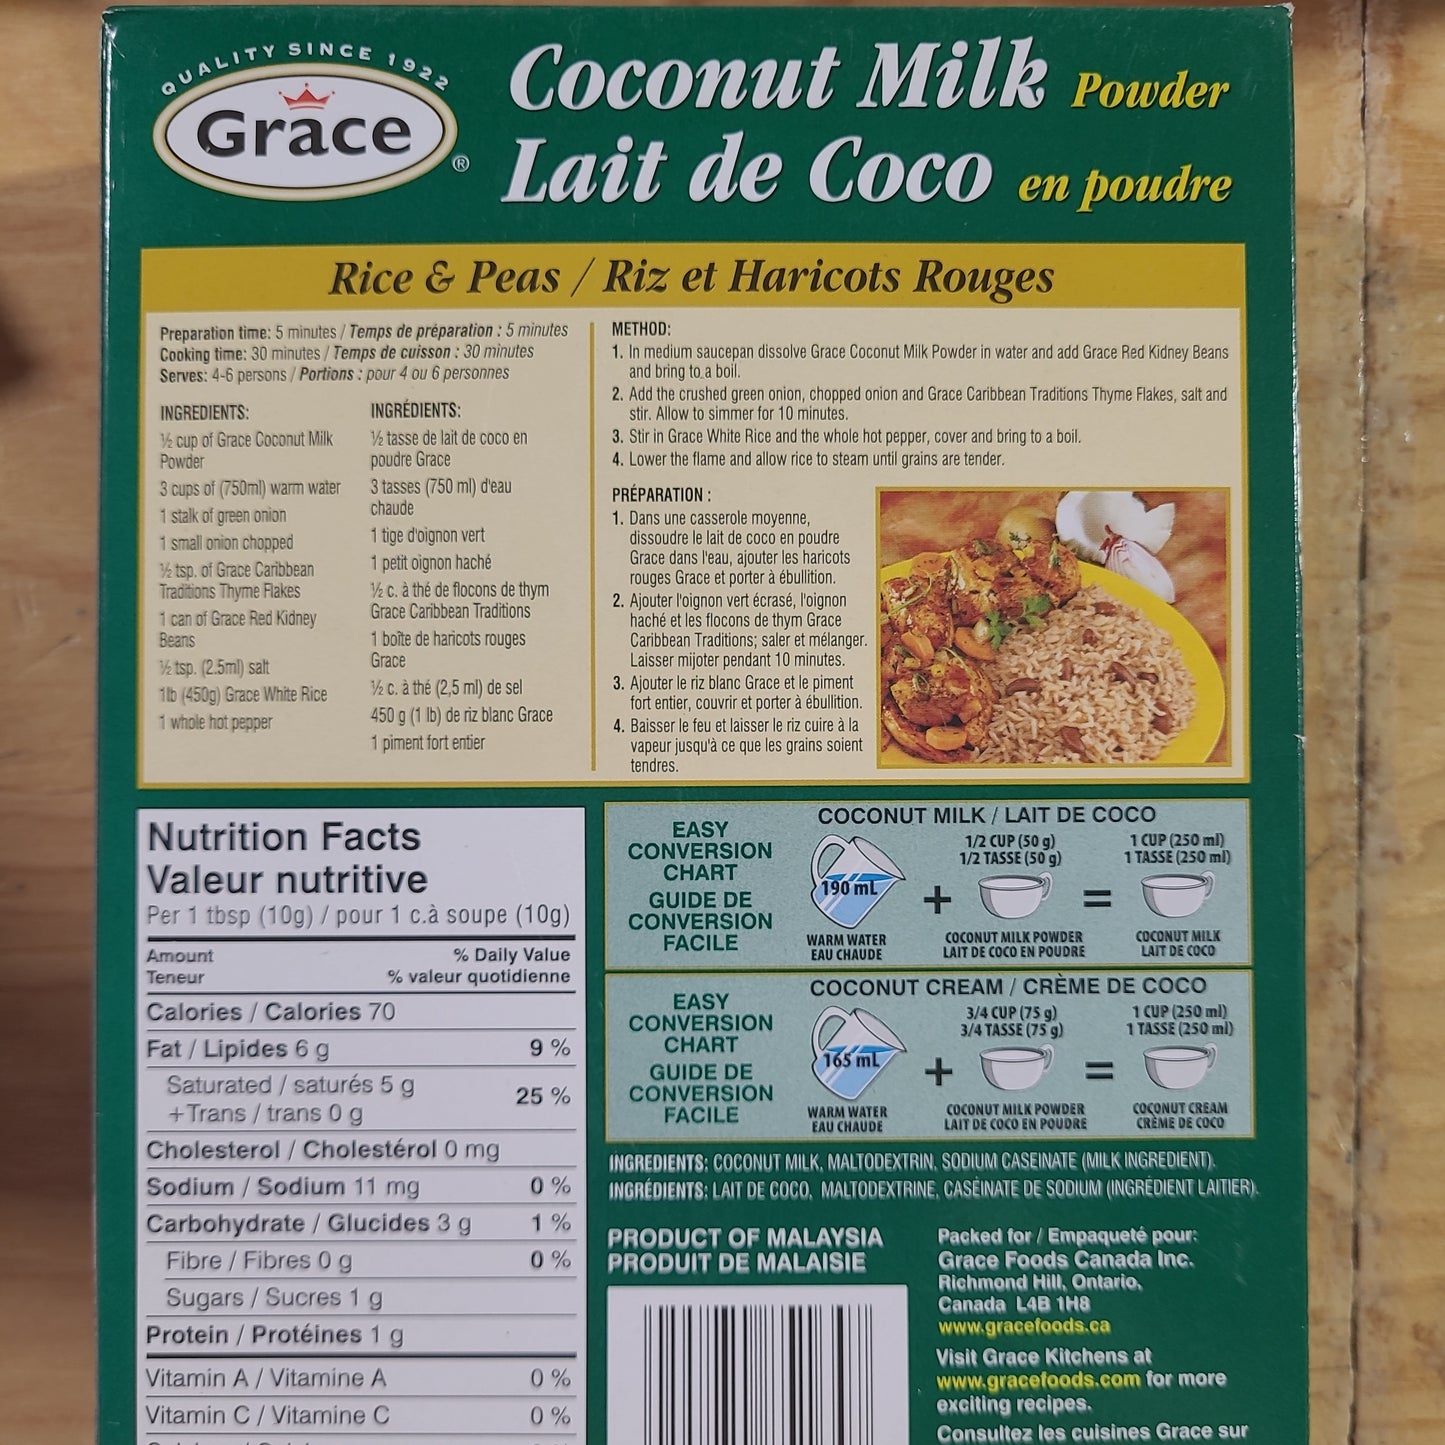 QUALITY SINCE 1922
Grace
®
Coconut Milk Powder
Lait de Coco en poudre
Rice & Peas / Riz et Haricots Rouges
Preparation time: 5 minutes / Temps de préparation : 5 minutes
Cooking time: 30 minutes / Temps de cuisson : 30 minutes
Serves: 4-6 persons / Portions : pour 4 ou 6 personnes
INGREDIENTS:
½ cup of Grace Coconut Milk
Powder
3 cups of (750ml) warm water
1 stalk of green onion
1 small onion chopped
½ tsp. of Grace Caribbean
Traditions Thyme Flakes
1 can of Grace Red Kidney
Beans
½ tsp. (2.5ml) salt
1lb (450g) Grace White Rice
1 whole hot pepper
INGRÉDIENTS:
½ tasse de lait de coco en
poudre Grace
3 tasses (750 ml) d'eau
chaude
1 tige d'oignon vert
1 petit oignon haché
½ c. à thé de flocons de thym
Grace Caribbean Traditions
1 boîte de haricots rouges
Grace
½ c. à thé (2,5 ml) de sel
450 g (1 lb) de riz blanc Grace
1 piment fort entier
METHOD:
1. In medium saucepan dissolve Grace Coconut Milk Powder in water and add Grace Red Kidney Beans
and bring to a boil.
2. Add the crushed green onion, chopped onion and Grace Caribbean Traditions Thyme Flakes, salt and
stir. Allow to simmer for 10 minutes.
3. Stir in Grace White Rice and the whole hot pepper, cover and bring to a boil.
4. Lower the flame and allow rice to steam until grains are tender.
PRÉPARATION :
1. Dans une casserole moyenne,
dissoudre le lait de coco en poudre
Grace dans l'eau, ajouter les haricots
rouges Grace et porter à ébullition.
2. Ajouter l'oignon vert écrasé, l'oignon
haché et les flocons de thym Grace
Caribbean Traditions; saler et mélanger.
Laisser mijoter pendant 10 minutes.
3. Ajouter le riz blanc Grace et le piment
fort entier, couvrir et porter à ébullition.
4. Baisser le feu et laisser le riz cuire à la
vapeur jusqu'à ce que les grains soient
tendres.
Nutrition Facts
Valeur nutritive
Per 1 tbsp (10g) / pour 1 c.à soupe (10g)
Amount % Daily Value
Teneur % valeur quotidienne
Calories / Calories 70
Fat / Lipides 6 g 9 %
Saturated / saturés 5 g
+Trans / trans 0 g 25 %
Cholesterol / Cholestérol 0 mg
Sodium / Sodium 11 mg 0 %
Carbohydrate / Glucides 3 g 1 %
Fibre / Fibres 0 g 0 %
Sugars / Sucres 1 g
Protein / Protéines 1 g
Vitamin A / Vitamine A 0 %
Vitamin C / Vitamine C 0 %
EASY
CONVERSION
CHART
GUIDE DE
CONVERSION
FACILE
COCONUT MILK / LAIT DE COCO
1/2 CUP (50 g) 1 CUP (250 ml)
1/2 TASSE (50 g) 1 TASSE (250 ml)
190 mL + =
WARM WATER COCONUT MILK POWDER COCONUT MILK
EAU CHAUDE LAIT DE COCO EN POUDRE LAIT DE COCO
EASY
CONVERSION
CHART
GUIDE DE
CONVERSION
FACILE
COCONUT CREAM / CRÈME DE COCO
3/4 CUP (75 g) 1 CUP (250 ml)
3/4 TASSE (75 g) 1 TASSE (250 ml)
165 mL + =
WARM WATER COCONUT MILK POWDER COCONUT CREAM
EAU CHAUDE LAIT DE COCO EN POUDRE CRÈME DE COCO
INGREDIENTS: COCONUT MILK, MALTODEXTRIN, SODIUM CASEINATE (MILK INGREDIENT).
INGRÉDIENTS: LAIT DE COCO, MALTODEXTRINE, CASÉINATE DE SODIUM (INGRÉDIENT LAITIER).
PRODUCT OF MALAYSIA
PRODUIT DE MALAISIE
Packed for / Empaqueté pour:
Grace Foods Canada Inc.
Richmond Hill, Ontario,
Canada L4B 1H8
www.gracefoods.ca
Visit Grace Kitchens at
www.gracefoods.com for more
exciting recipes.
Consultez les cuisines Grace sur